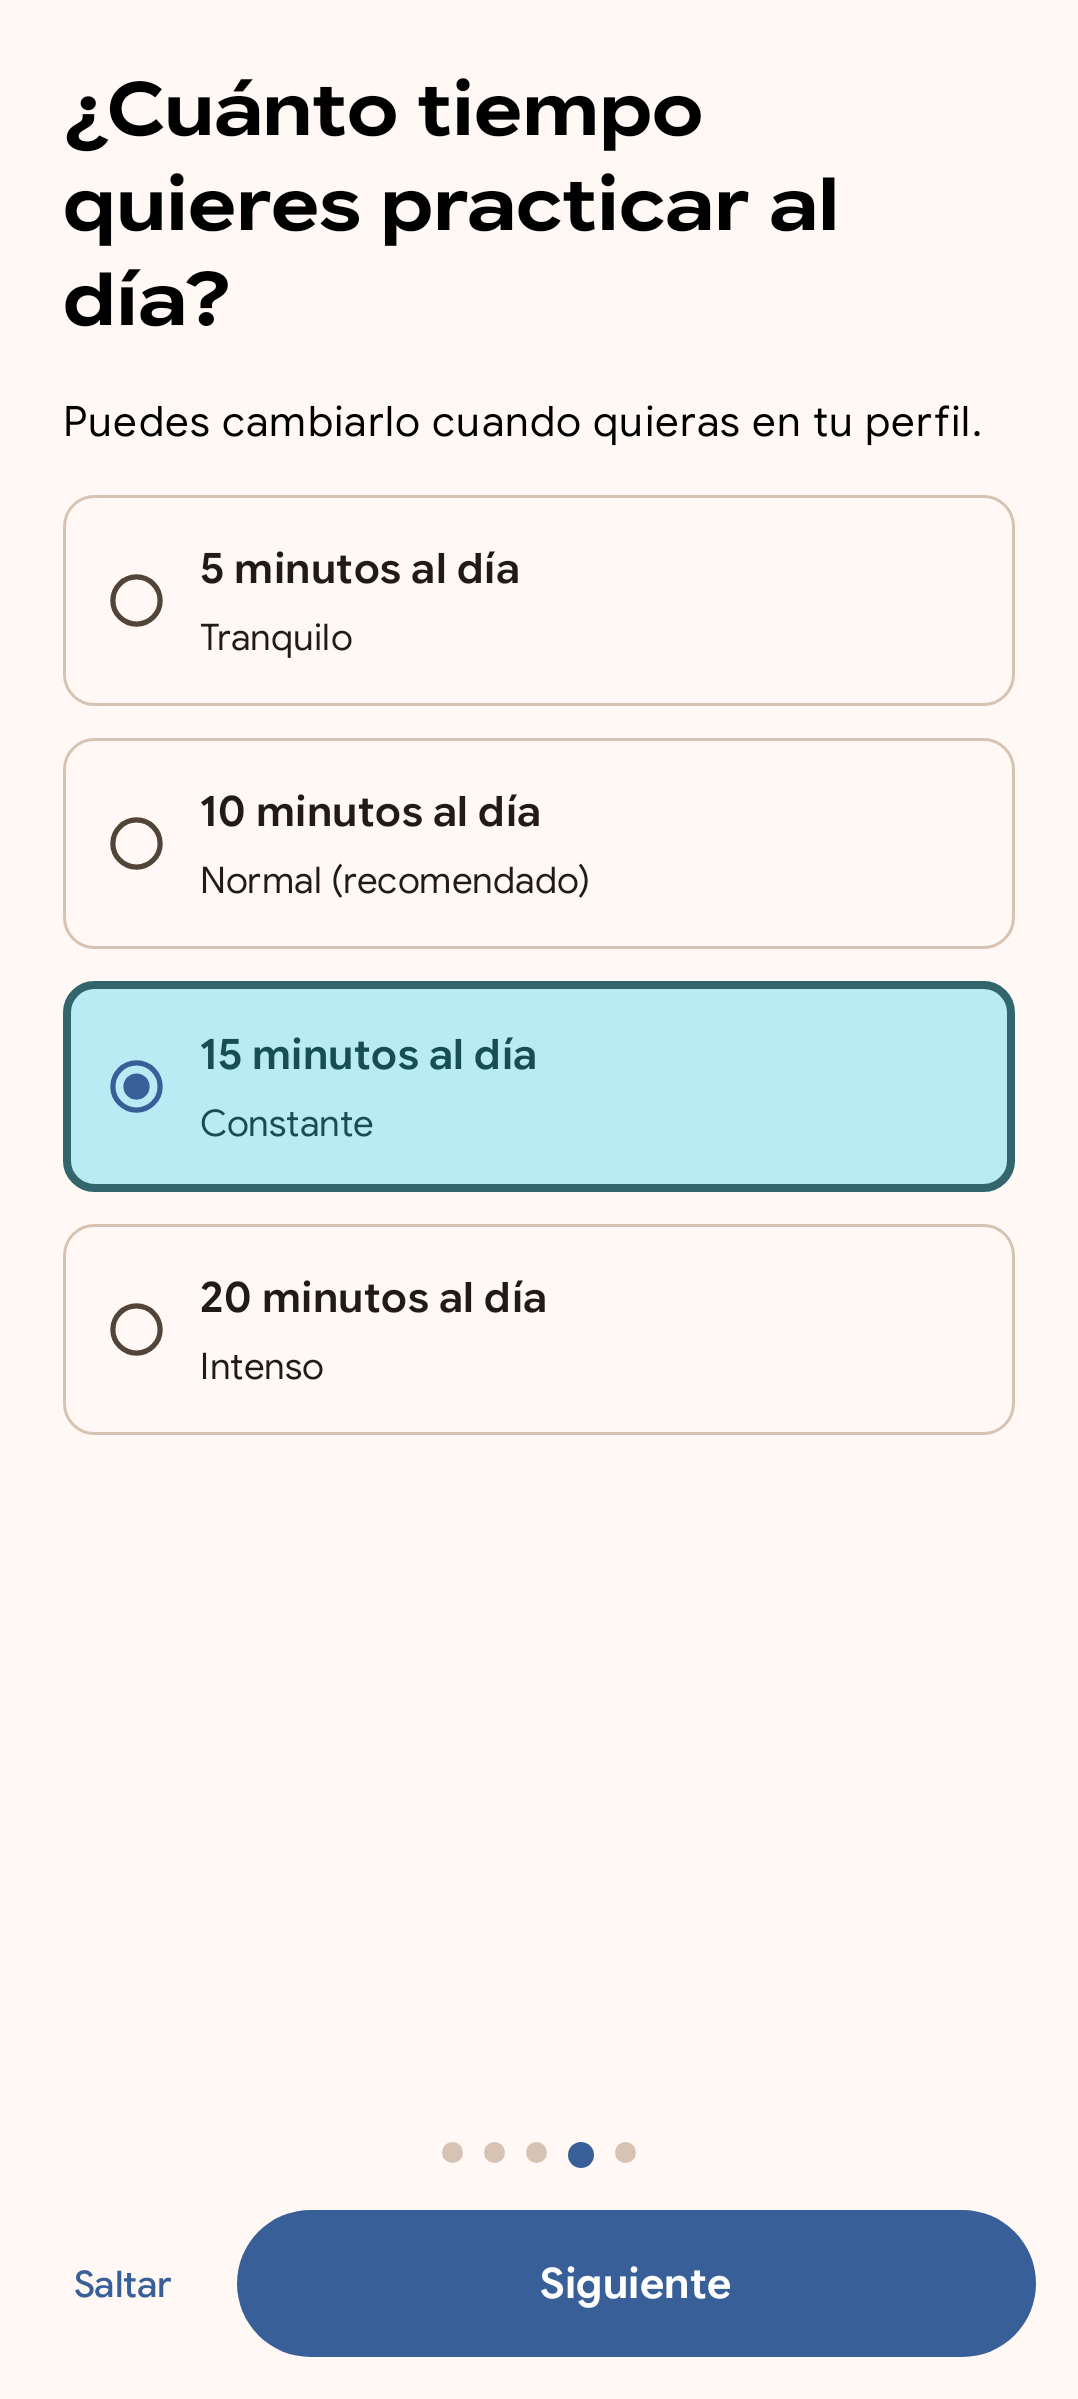 ¿Cuánto tiempo
quieres practicar al
día?
Puedes cambiarlo cuando quieras en tu perfil.
5 minutos al día
Tranquilo
10 minutos al día
Normal (recomendado)
15 minutos al día
Constante
20 minutos al día
Intenso
Saltar
Siguiente